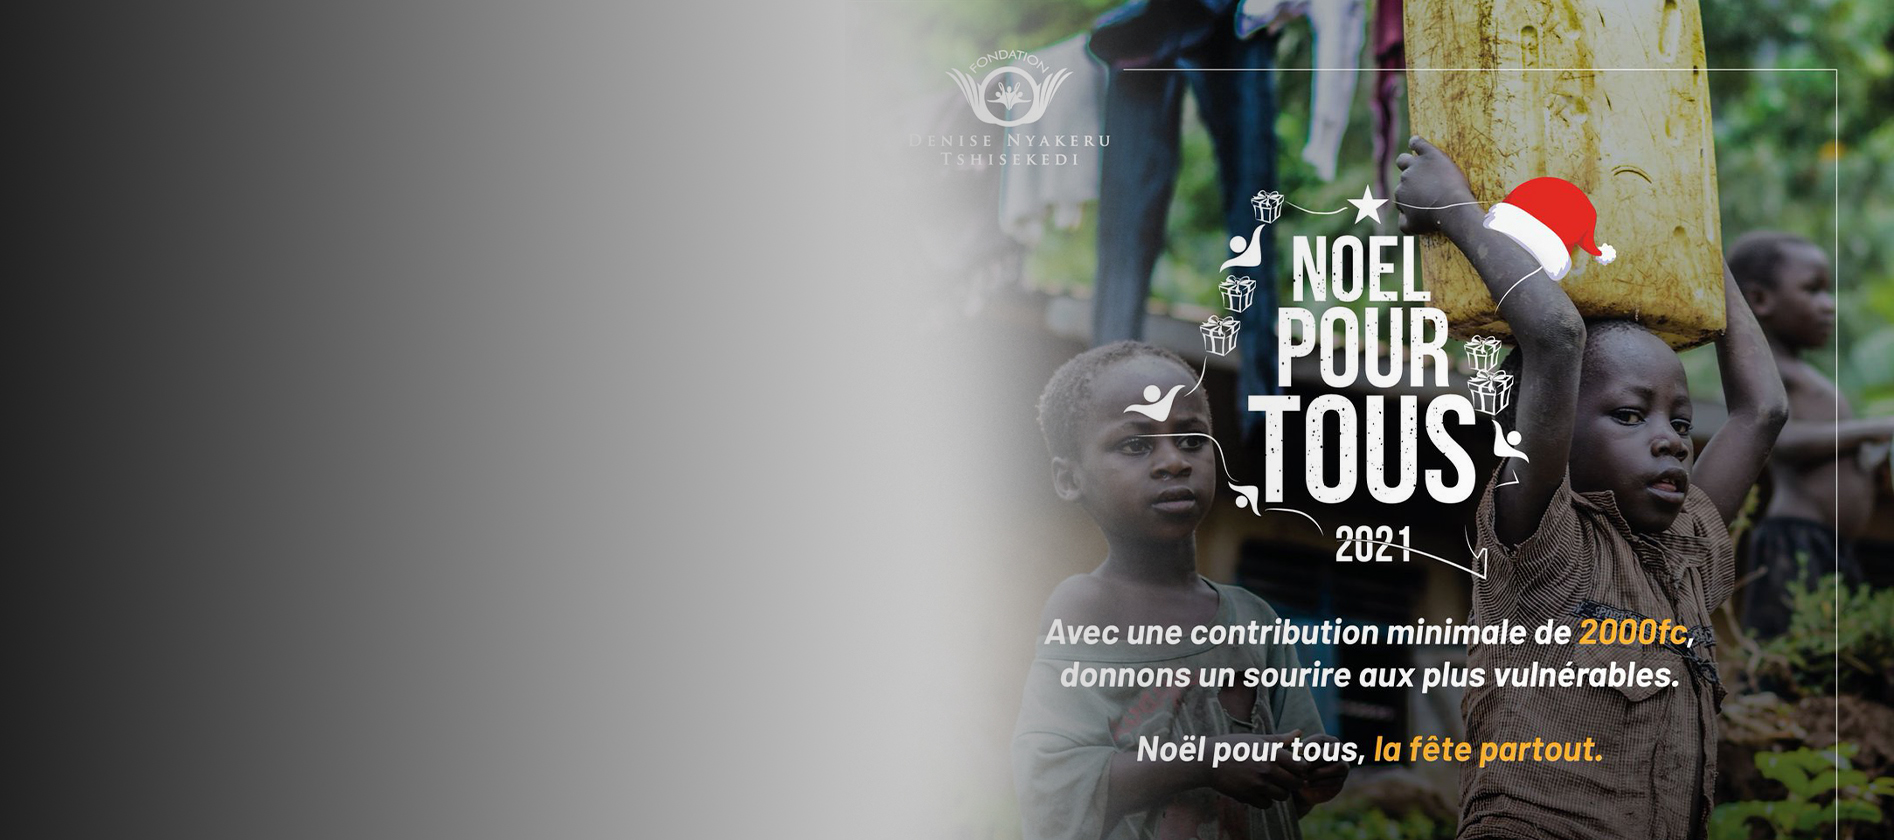 FONDATION
DENISE NYAKERU
TSHISEKEDI
NOEL
POUR
TOUS
2021
Avec une contribution minimale de 2000fc,
donnons un sourire aux plus vulnérables.
Noël pour tous, la fête partout.